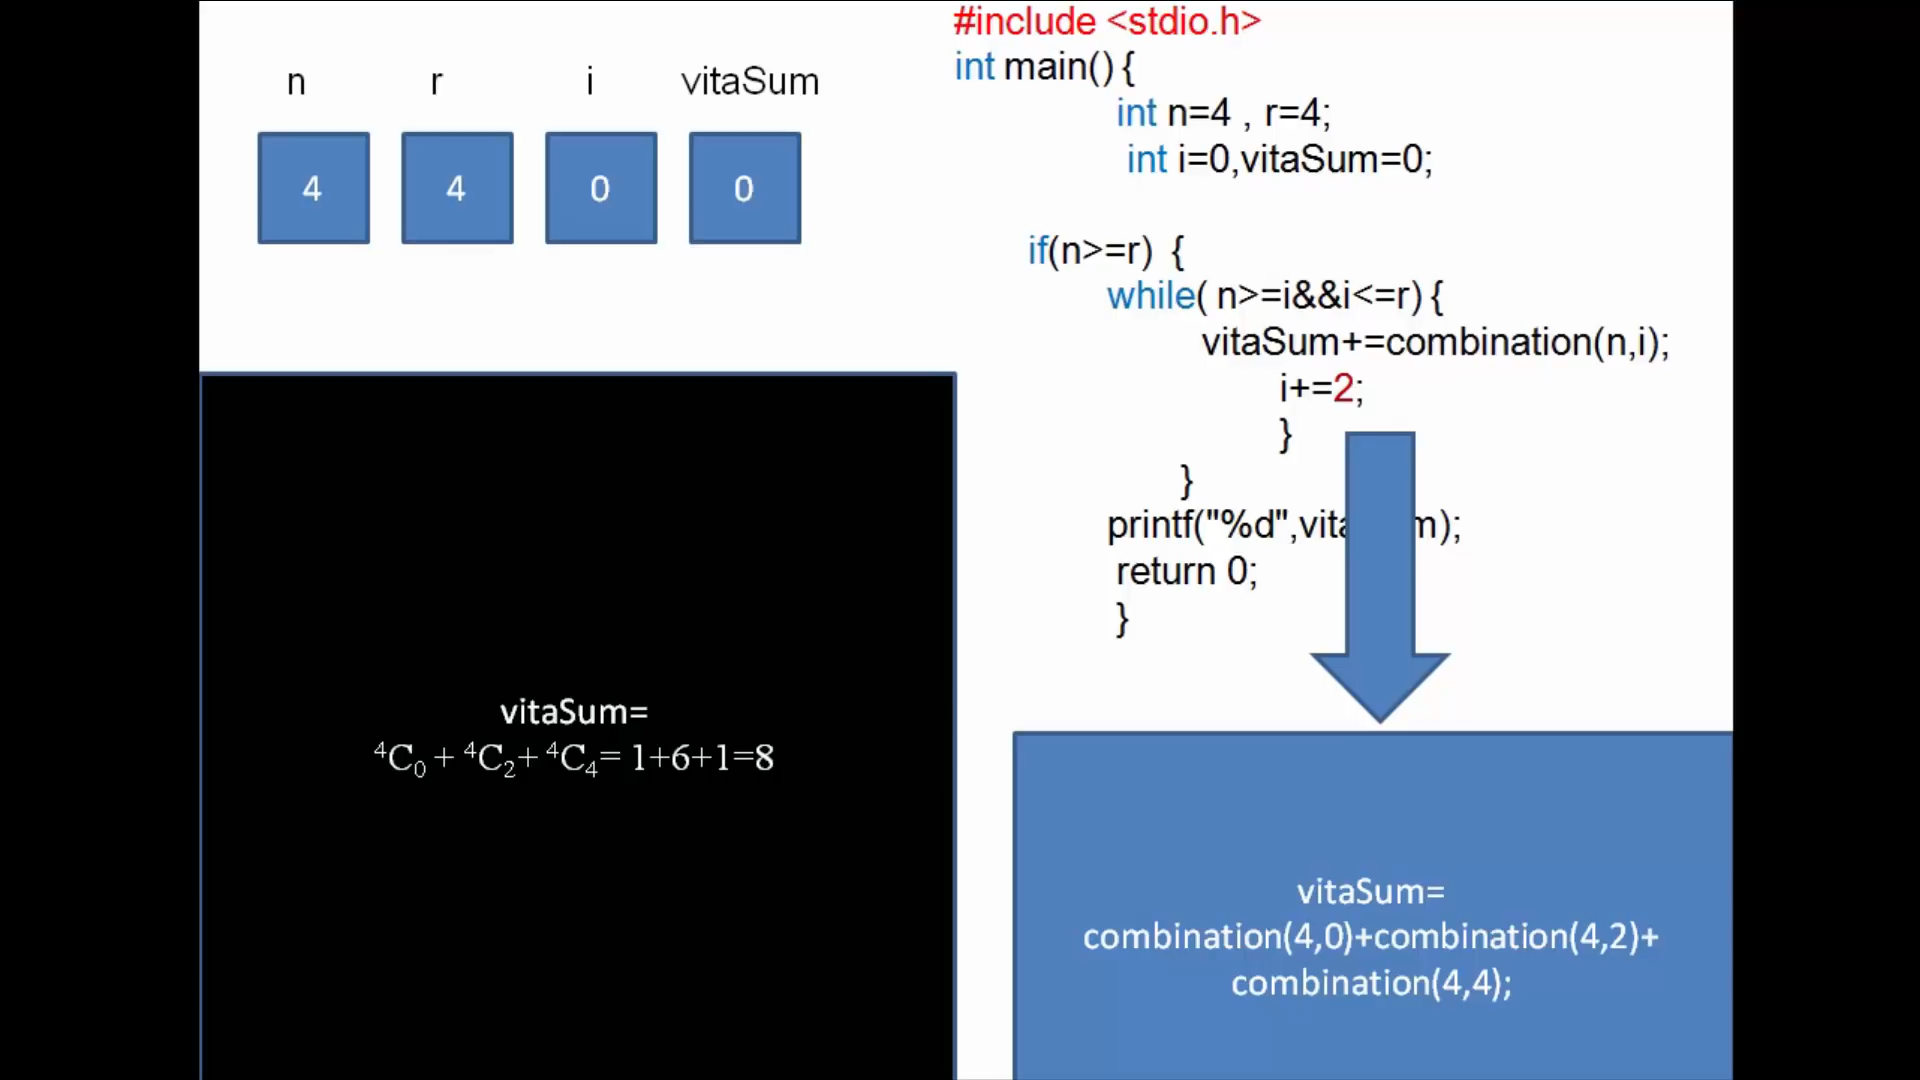 n r i vitaSum
4 4 0 0
#include <stdio.h>
int main() {
int n=4 , r=4;
int i=0,vitaSum=0;
if(n>=r) {
while( n>=i&&i<=r) {
vitaSum+=combination(n,i);
i+=2;
}
}
printf("%d",vita m);
return 0;
}
vitaSum=
⁴C₀ + ⁴C₂+ ⁴C₄= 1+6+1=8
vitaSum=
combination(4,0)+combination(4,2)+
combination(4,4);